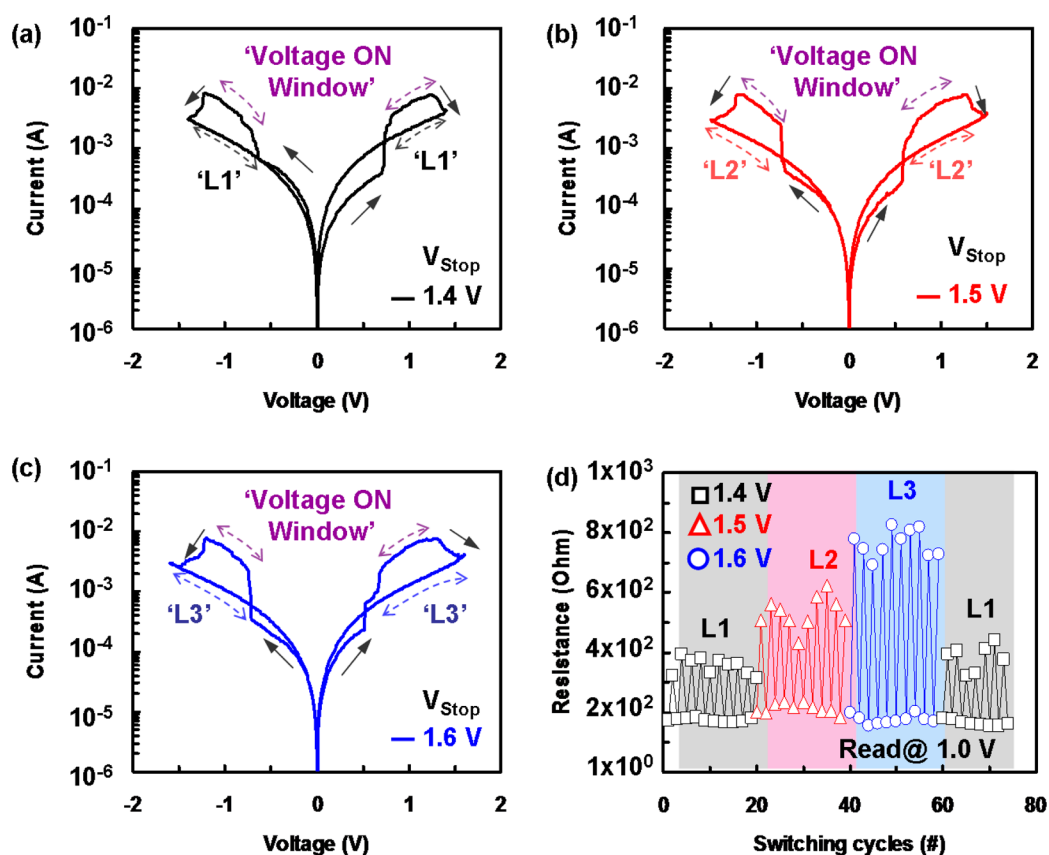 (a)
‘Voltage ON
Window’
‘L1’
‘L1’
V_Stop
1.4 V
10⁻¹
10⁻²
10⁻³
10⁻⁴
10⁻⁵
10⁻⁶
Current (A)
-2 -1 0 1 2
Voltage (V)
(b)
‘Voltage ON
Window’
‘L2’
‘L2’
V_Stop
1.5 V
10⁻¹
10⁻²
10⁻³
10⁻⁴
10⁻⁵
10⁻⁶
Current (A)
-2 -1 0 1 2
Voltage (V)
(c)
‘Voltage ON
Window’
‘L3’
‘L3’
V_Stop
1.6 V
10⁻¹
10⁻²
10⁻³
10⁻⁴
10⁻⁵
10⁻⁶
Current (A)
-2 -1 0 1 2
Voltage (V)
(d)
1.4 V
1.5 V
1.6 V
L1
L2
L3
L1
Read@ 1.0 V
1x10³
8x10²
6x10²
4x10²
2x10²
1x10⁰
Resistance (Ohm)
0 20 40 60 80
Switching cycles (#)